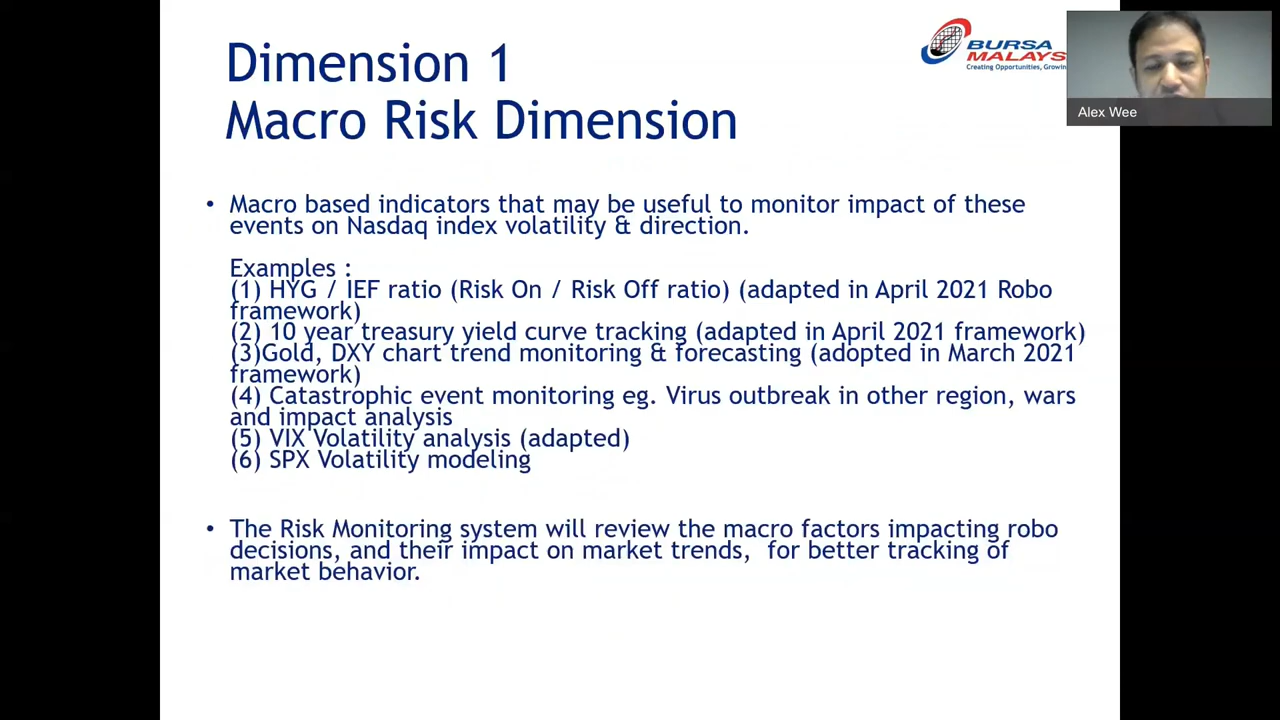 Dimension 1
Macro Risk Dimension
BURSA
MALAYS
Creating Opportunities, Growin
Alex Wee
• Macro based indicators that may be useful to monitor impact of these
events on Nasdaq index volatility & direction.
Examples :
(1) HYG / IEF ratio (Risk On / Risk Off ratio) (adapted in April 2021 Robo
framework)
(2) 10 year treasury yield curve tracking (adapted in April 2021 framework)
(3)Gold, DXY chart trend monitoring & forecasting (adopted in March 2021
framework)
(4) Catastrophic event monitoring eg. Virus outbreak in other region, wars
and impact analysis
(5) VIX Volatility analysis (adapted)
(6) SPX Volatility modeling
• The Risk Monitoring system will review the macro factors impacting robo
decisions, and their impact on market trends,  for better tracking of
market behavior.